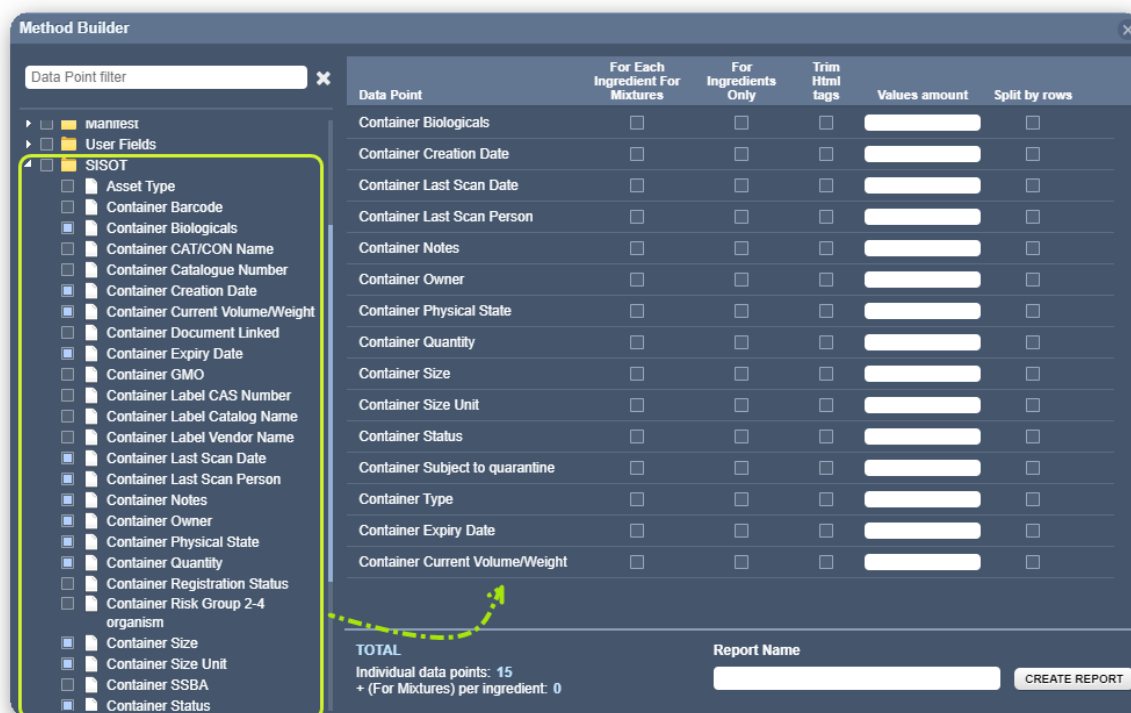 Method Builder
Data Point filter
Manifest
User Fields
SISOT
Asset Type
Container Barcode
Container Biologicals
Container CAT/CON Name
Container Catalogue Number
Container Creation Date
Container Current Volume/Weight
Container Document Linked
Container Expiry Date
Container GMO
Container Label CAS Number
Container Label Catalog Name
Container Label Vendor Name
Container Last Scan Date
Container Last Scan Person
Container Notes
Container Owner
Container Physical State
Container Quantity
Container Registration Status
Container Risk Group 2-4
organism
Container Size
Container Size Unit
Container SSBA
Container Status
Data Point
For Each
Ingredient For
Mixtures
For
Ingredients
Only
Trim
Html
tags
Values amount
Split by rows
Container Biologicals
Container Creation Date
Container Last Scan Date
Container Last Scan Person
Container Notes
Container Owner
Container Physical State
Container Quantity
Container Size
Container Size Unit
Container Status
Container Subject to quarantine
Container Type
Container Expiry Date
Container Current Volume/Weight
TOTAL
Individual data points: 15
+ (For Mixtures) per ingredient: 0
Report Name
CREATE REPORT